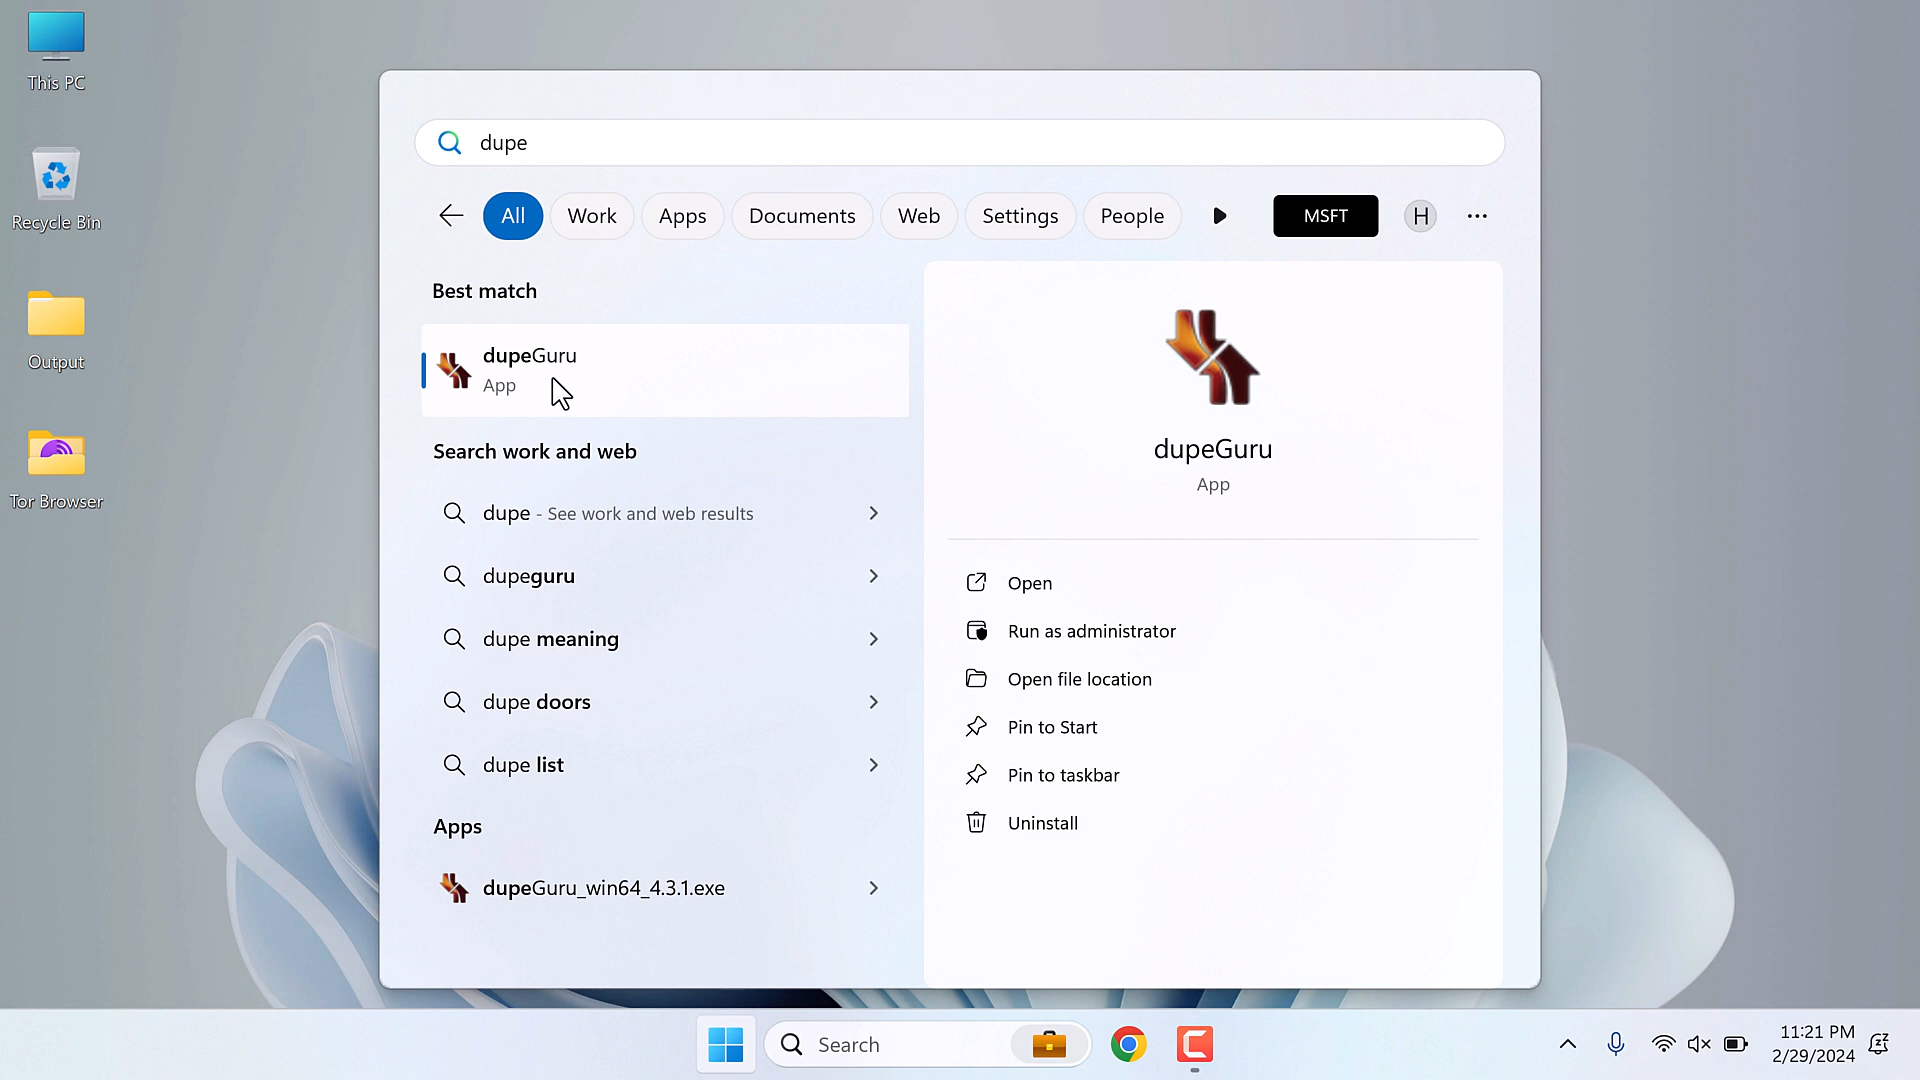 This PC
Recycle Bin
Output
Tor Browser
dupe
All
Work
Apps
Documents
Web
Settings
People
MSFT
H
Best match
dupeGuru
App
Search work and web
dupe - See work and web results
dupeguru
dupe meaning
dupe doors
dupe list
Apps
dupeGuru_win64_4.3.1.exe
dupeGuru
App
Open
Run as administrator
Open file location
Pin to Start
Pin to taskbar
Uninstall
Search
11:21 PM
2/29/2024